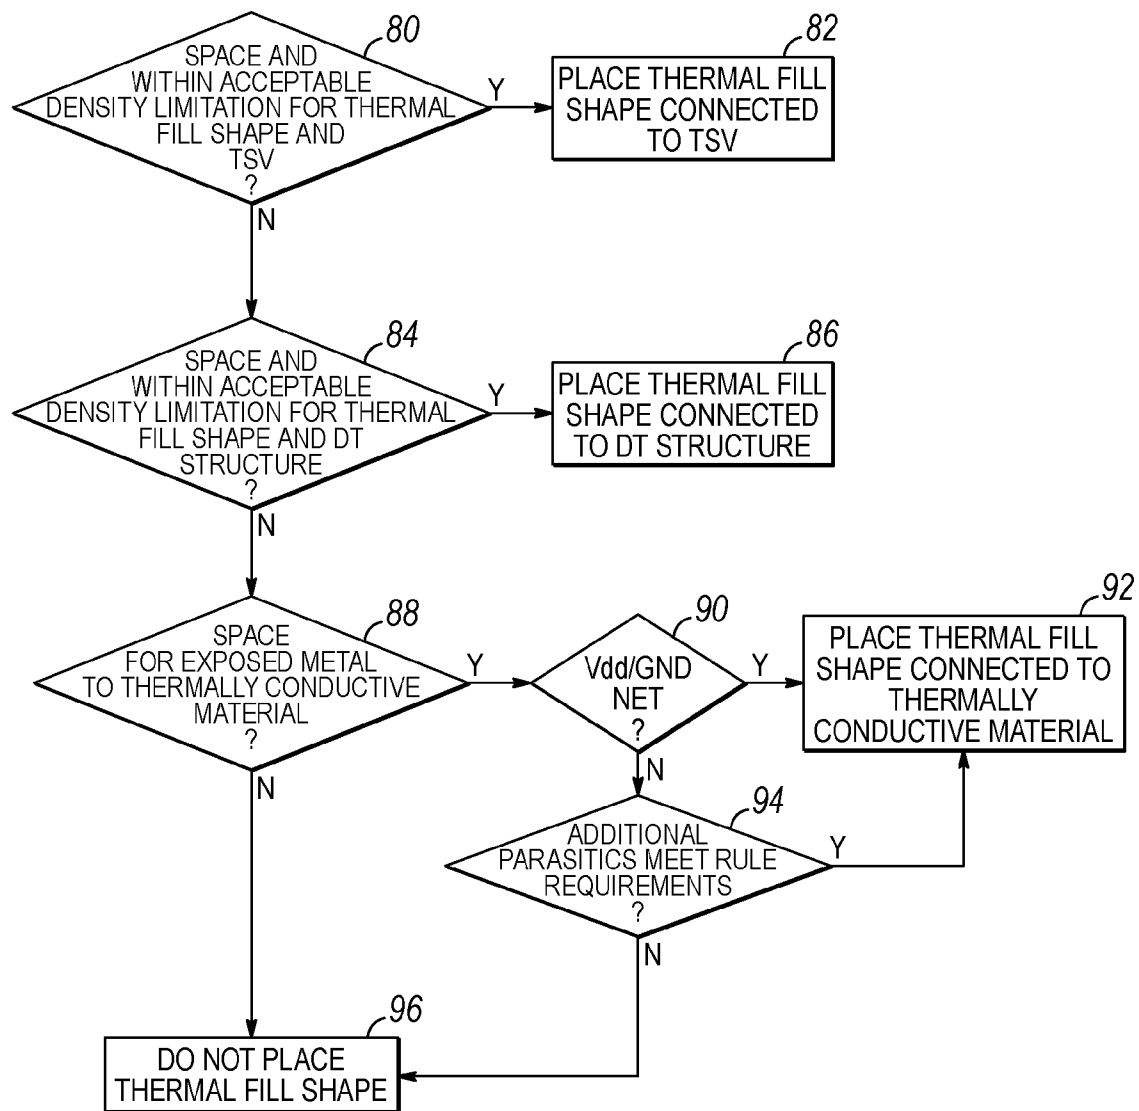 80
SPACE AND
WITHIN ACCEPTABLE
DENSITY LIMITATION FOR THERMAL
FILL SHAPE AND
TSV
?
Y
N
82
PLACE THERMAL FILL
SHAPE CONNECTED
TO TSV
84
SPACE AND
WITHIN ACCEPTABLE
DENSITY LIMITATION FOR THERMAL
FILL SHAPE AND DT
STRUCTURE
?
Y
N
86
PLACE THERMAL FILL
SHAPE CONNECTED
TO DT STRUCTURE
88
SPACE
FOR EXPOSED METAL
TO THERMALLY CONDUCTIVE
MATERIAL
?
Y
N
90
Vdd/GND
NET
?
Y
N
92
PLACE THERMAL FILL
SHAPE CONNECTED TO
THERMALLY
CONDUCTIVE MATERIAL
94
ADDITIONAL
PARASITICS MEET RULE
REQUIREMENTS
?
Y
N
96
DO NOT PLACE
THERMAL FILL SHAPE